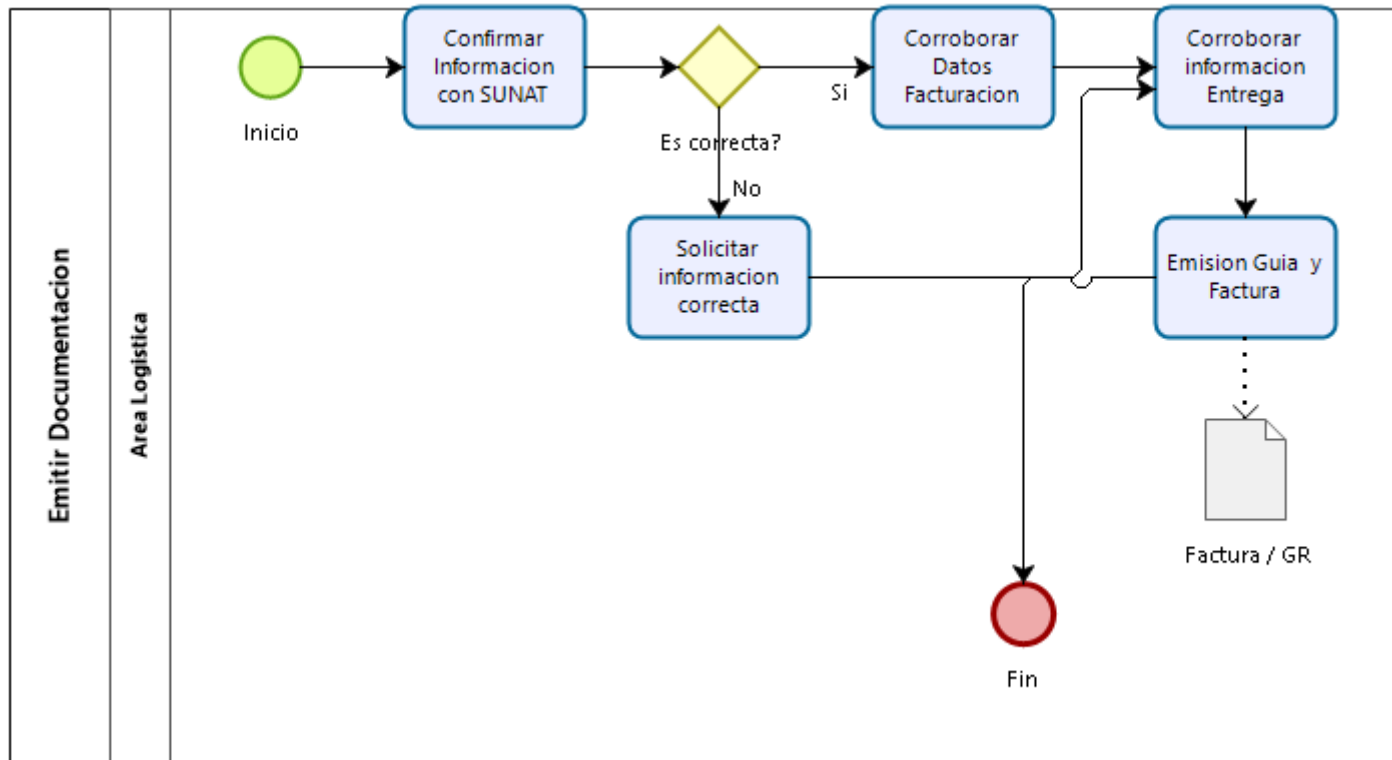 Emitir Documentacion
Area Logistica
Inicio
Confirmar
Informacion
con SUNAT
Es correcta?
Si
No
Corroborar
Datos
Facturacion
Corroborar
informacion
Entrega
Solicitar
informacion
correcta
Emision Guia y
Factura
Factura / GR
Fin